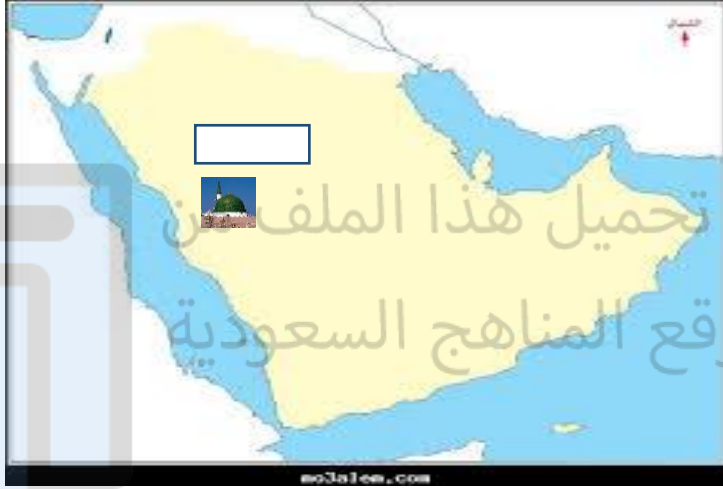 الشمال
تحميل هذا الملف من
موقع المناهج السعودية
mo3alem.com